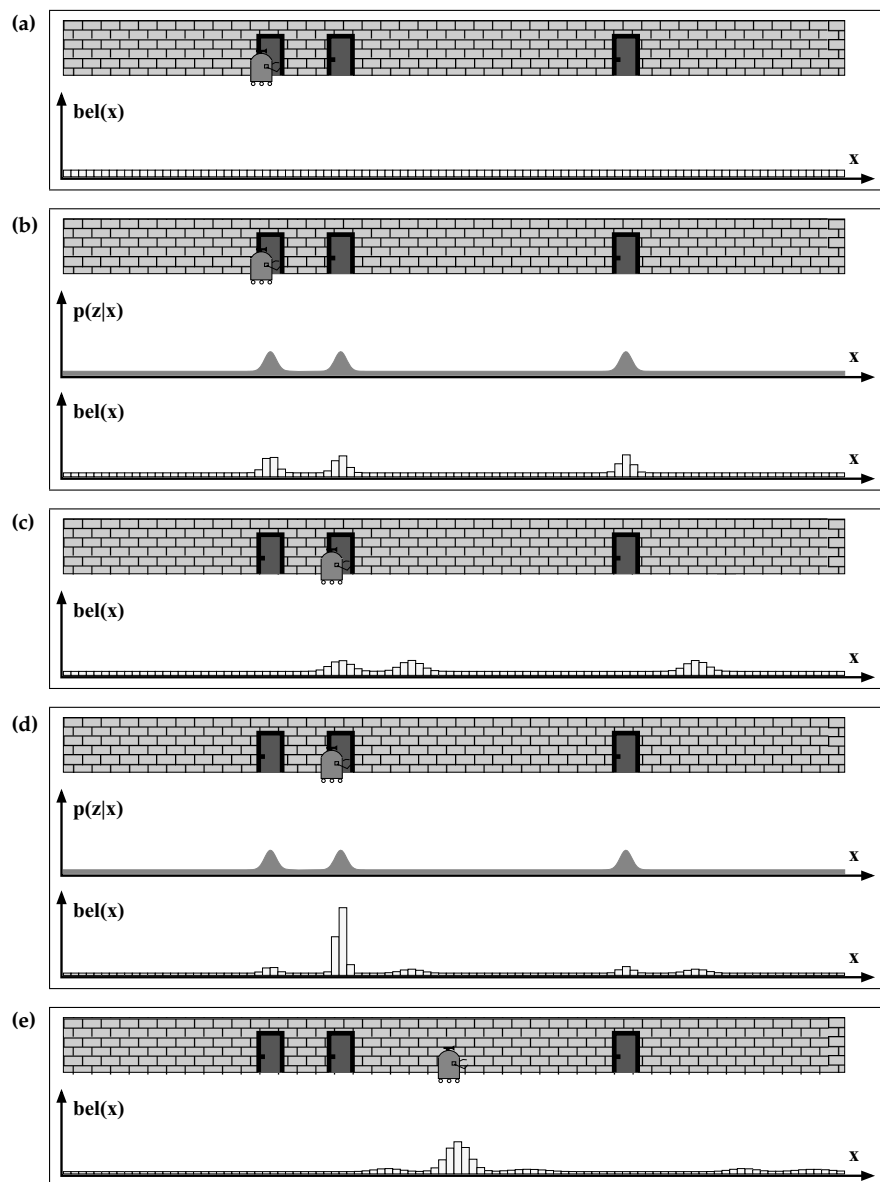 (a)
bel(x)
x
(b)
p(z|x)
x
bel(x)
x
(c)
bel(x)
x
(d)
p(z|x)
x
bel(x)
x
(e)
bel(x)
x